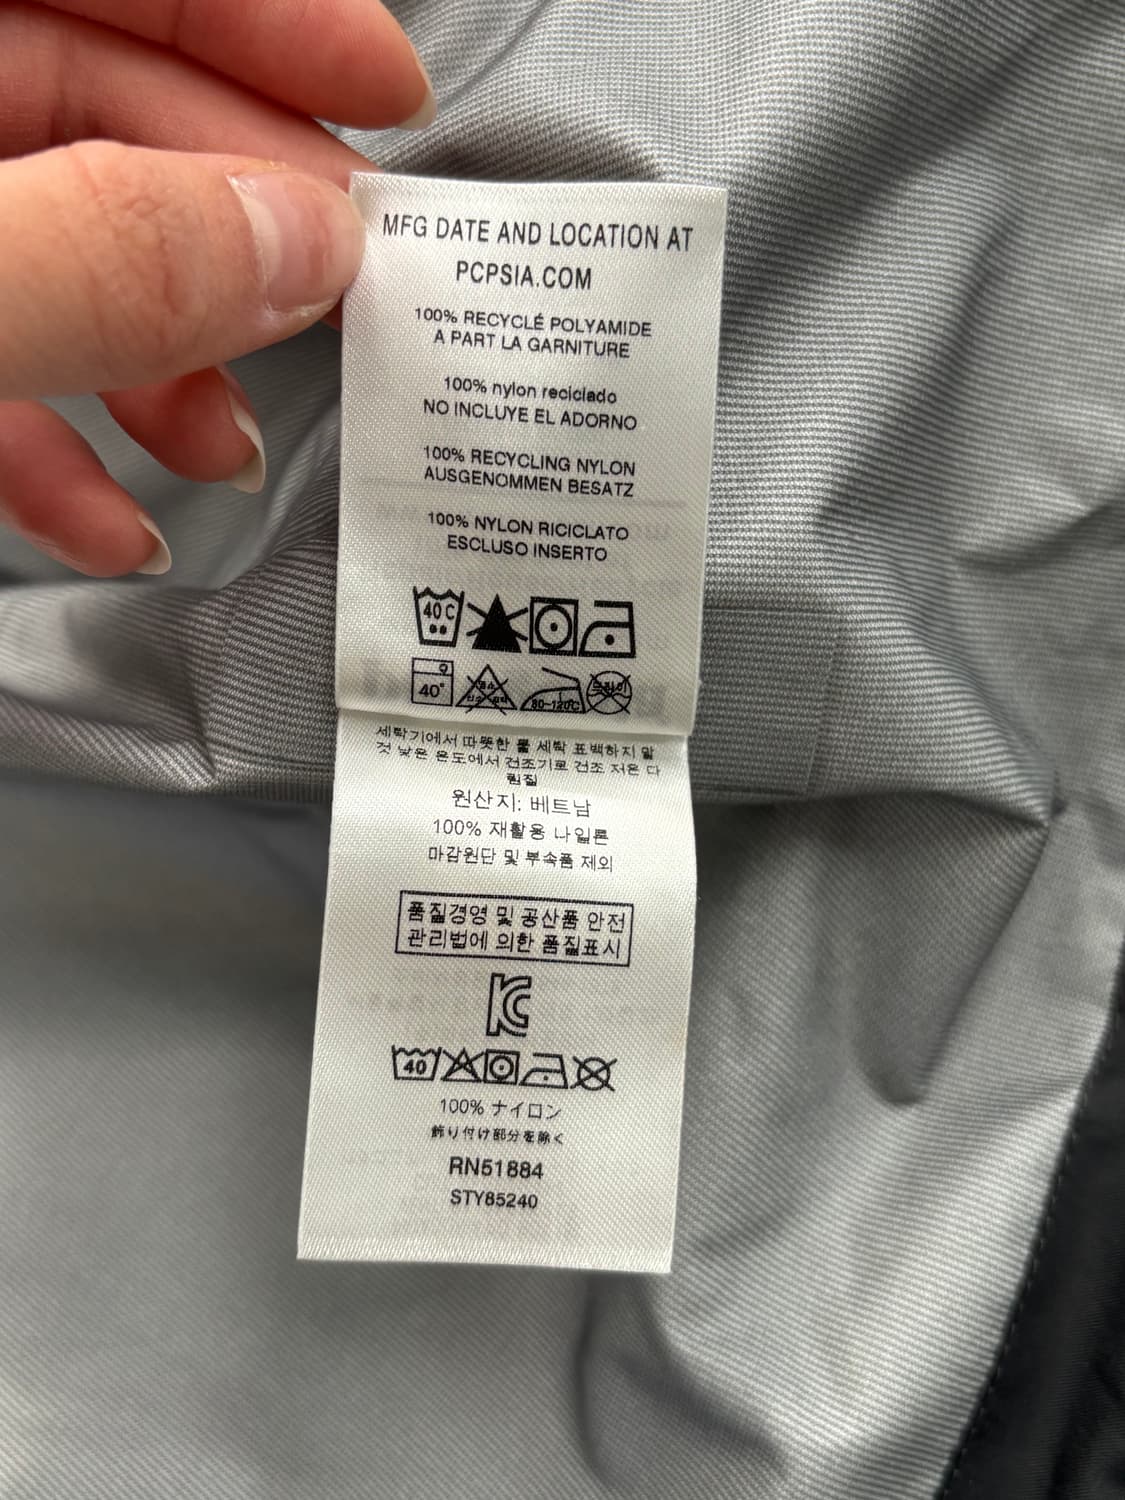 MFG DATE AND LOCATION AT
PCPSIA.COM
100% RECYCLÉ POLYAMIDE
A PART LA GARNITURE
100% nylon reciclado
NO INCLUYE EL ADORNO
100% RECYCLING NYLON
AUSGENOMMEN BESATZ
100% NYLON RICICLATO
ESCLUSO INSERTO
40C
40°
80~120C
세탁기에서 따뜻한 물 세탁 표백하지 말
것 낮은 온도에서 건조기로 건조 저온 다
림질
원산지: 베트남
100% 재활용 나일론
마감원단 및 부속품 제외
품질경영 및 공산품 안전
관리법에 의한 품질표시
KC
40
100% ナイロン
飾り付け部分を除く
RN51884
STY85240